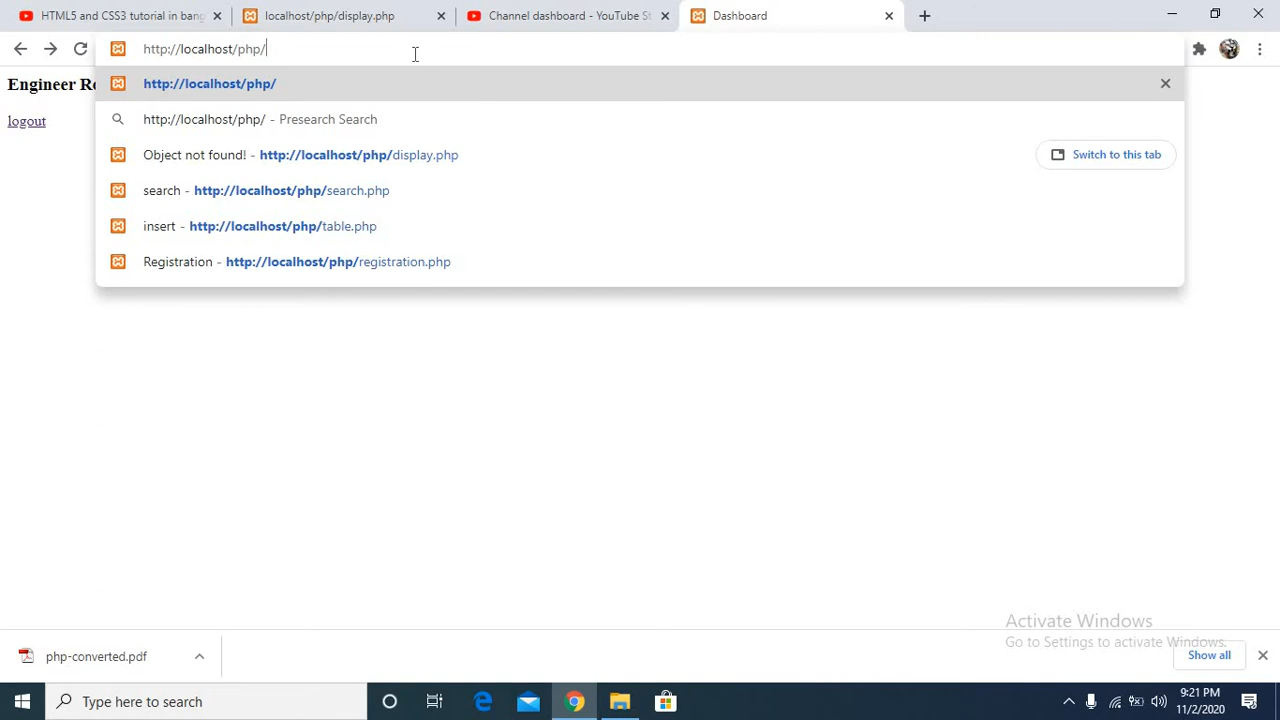 HTML5 and CSS3 tutorial in bang
localhost/php/display.php
Channel dashboard - YouTube St
Dashboard
http://localhost/php/
Engineer Re
http://localhost/php/
logout
http://localhost/php/ - Presearch Search
Object not found! - http://localhost/php/display.php
Switch to this tab
search - http://localhost/php/search.php
insert - http://localhost/php/table.php
Registration - http://localhost/php/registration.php
Activate Windows
Go to Settings to activate Windows.
php-converted.pdf
Show all
Type here to search
9:21 PM
11/2/2020